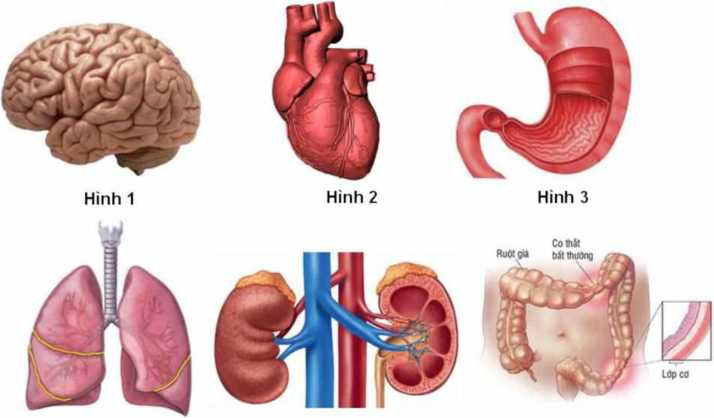 Hình 1
Hình 2
Hình 3
Ruột già
Co thắt
bất thường
Lớp cơ